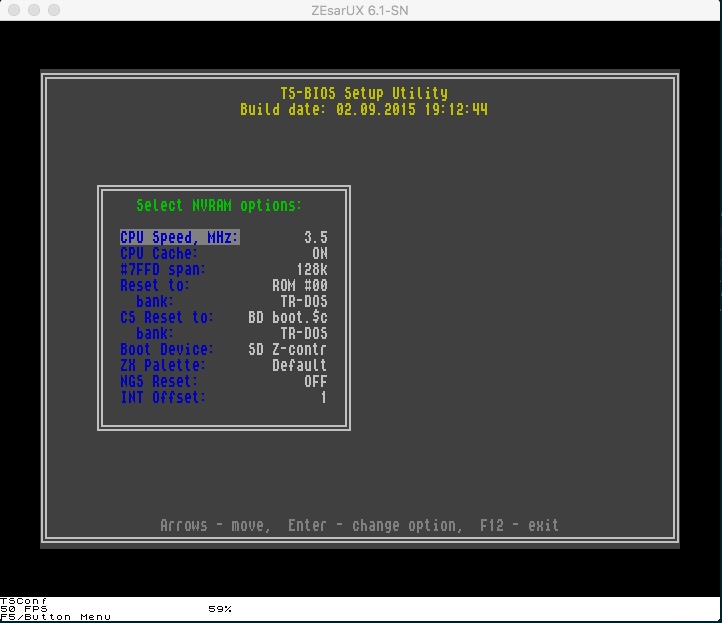 ZEsarUX 6.1-SN
TS-BIOS Setup Utility
Build date: 02.09.2015 19:12:44
Select NVRAM options:
CPU Speed, MHz: 3.5
CPU Cache: ON
#7FFD span: 128k
Reset to: ROM #00
bank: TR-DOS
CS Reset to: BD boot.$c
bank: TR-DOS
Boot Device: SD Z-contr
ZX Palette: Default
NGS Reset: OFF
INT Offset: 1
Arrows - move, Enter - change option, F12 - exit
TSConf
50 FPS 59%
F5/Button Menu